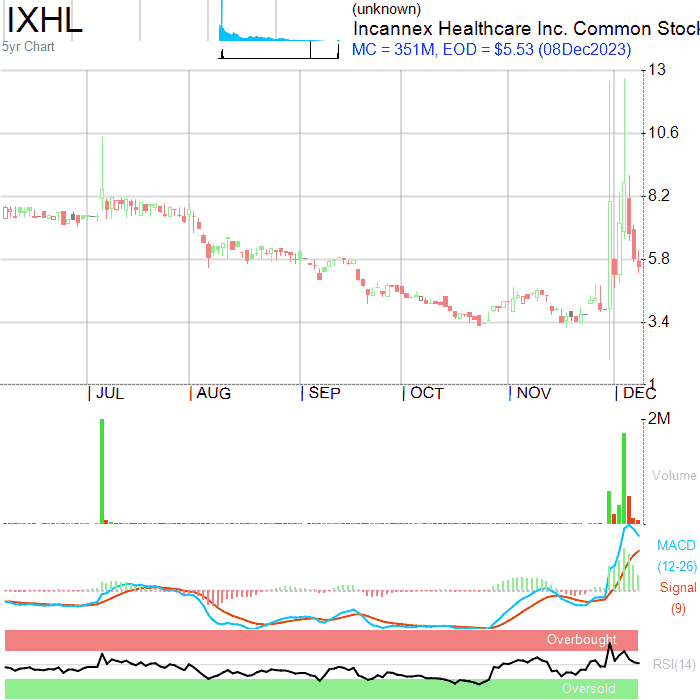 IXHL
5yr Chart
(unknown)
Incannex Healthcare Inc. Common Stock
MC = 351M, EOD = $5.53 (08Dec2023)
13
10.6
8.2
5.8
3.4
1
JUL AUG SEP OCT NOV DEC
2M
Volume
MACD
(12-26)
Signal
(9)
Overbought
RSI(14)
Oversold